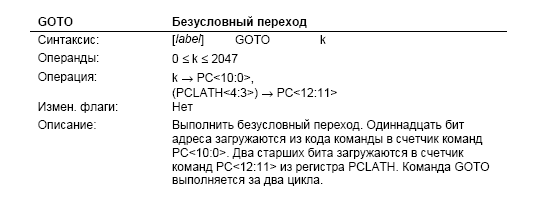 GOTO Безусловный переход
Синтаксис: [label] GOTO k
Операнды: 0 ≤ k ≤ 2047
Операция: k → PC<10:0>,
(PCLATH<4:3>) → PC<12:11>
Измен. флаги: Нет
Описание: Выполнить безусловный переход. Одиннадцать бит
адреса загружаются из кода команды в счетчик команд
PC<10:0>. Два старших бита загружаются в счетчик
команд PC<12:11> из регистра PCLATH. Команда GOTO
выполняется за два цикла.